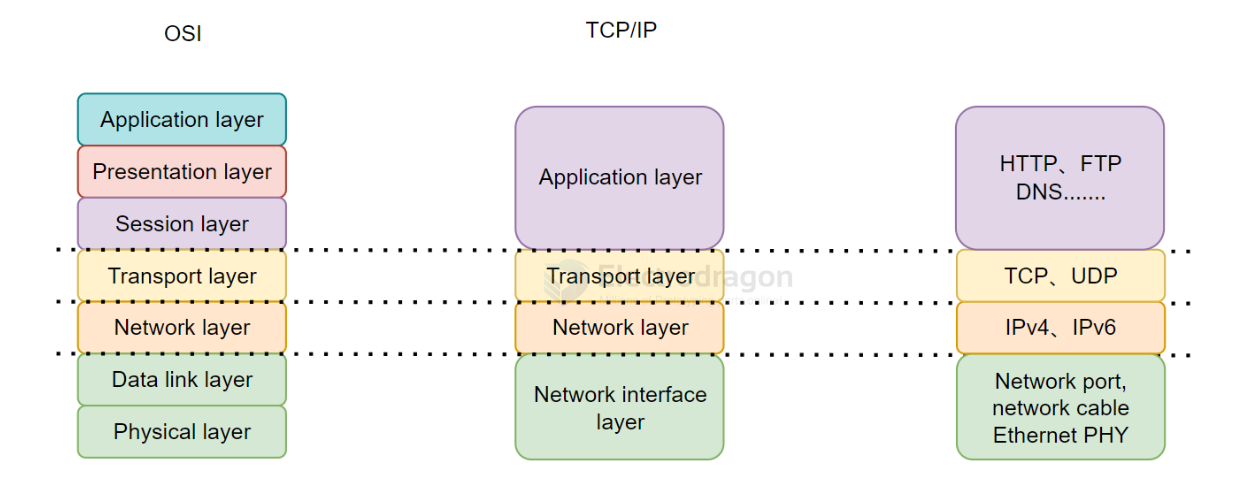 OSI
TCP/IP
Application layer
Presentation layer
Session layer
Transport layer
Network layer
Data link layer
Physical layer
Application layer
Transport layer
Network layer
Network interface
layer
HTTP、FTP
DNS.......
TCP、UDP
IPv4、IPv6
Network port,
network cable
Ethernet PHY
Electrodragon